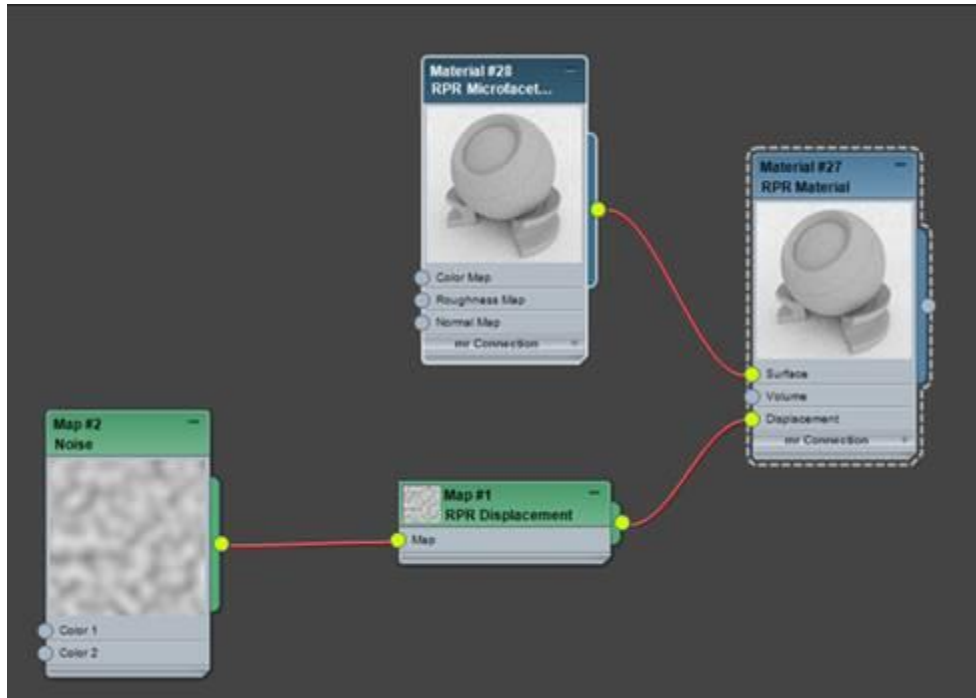 Material #28
RPR Microfacet...
Color Map
Roughness Map
Normal Map
mr Connection
Material #27
RPR Material
Surface
Volume
Displacement
mr Connection
Map #2
Noise
Color 1
Color 2
Map #1
RPR Displacement
Map